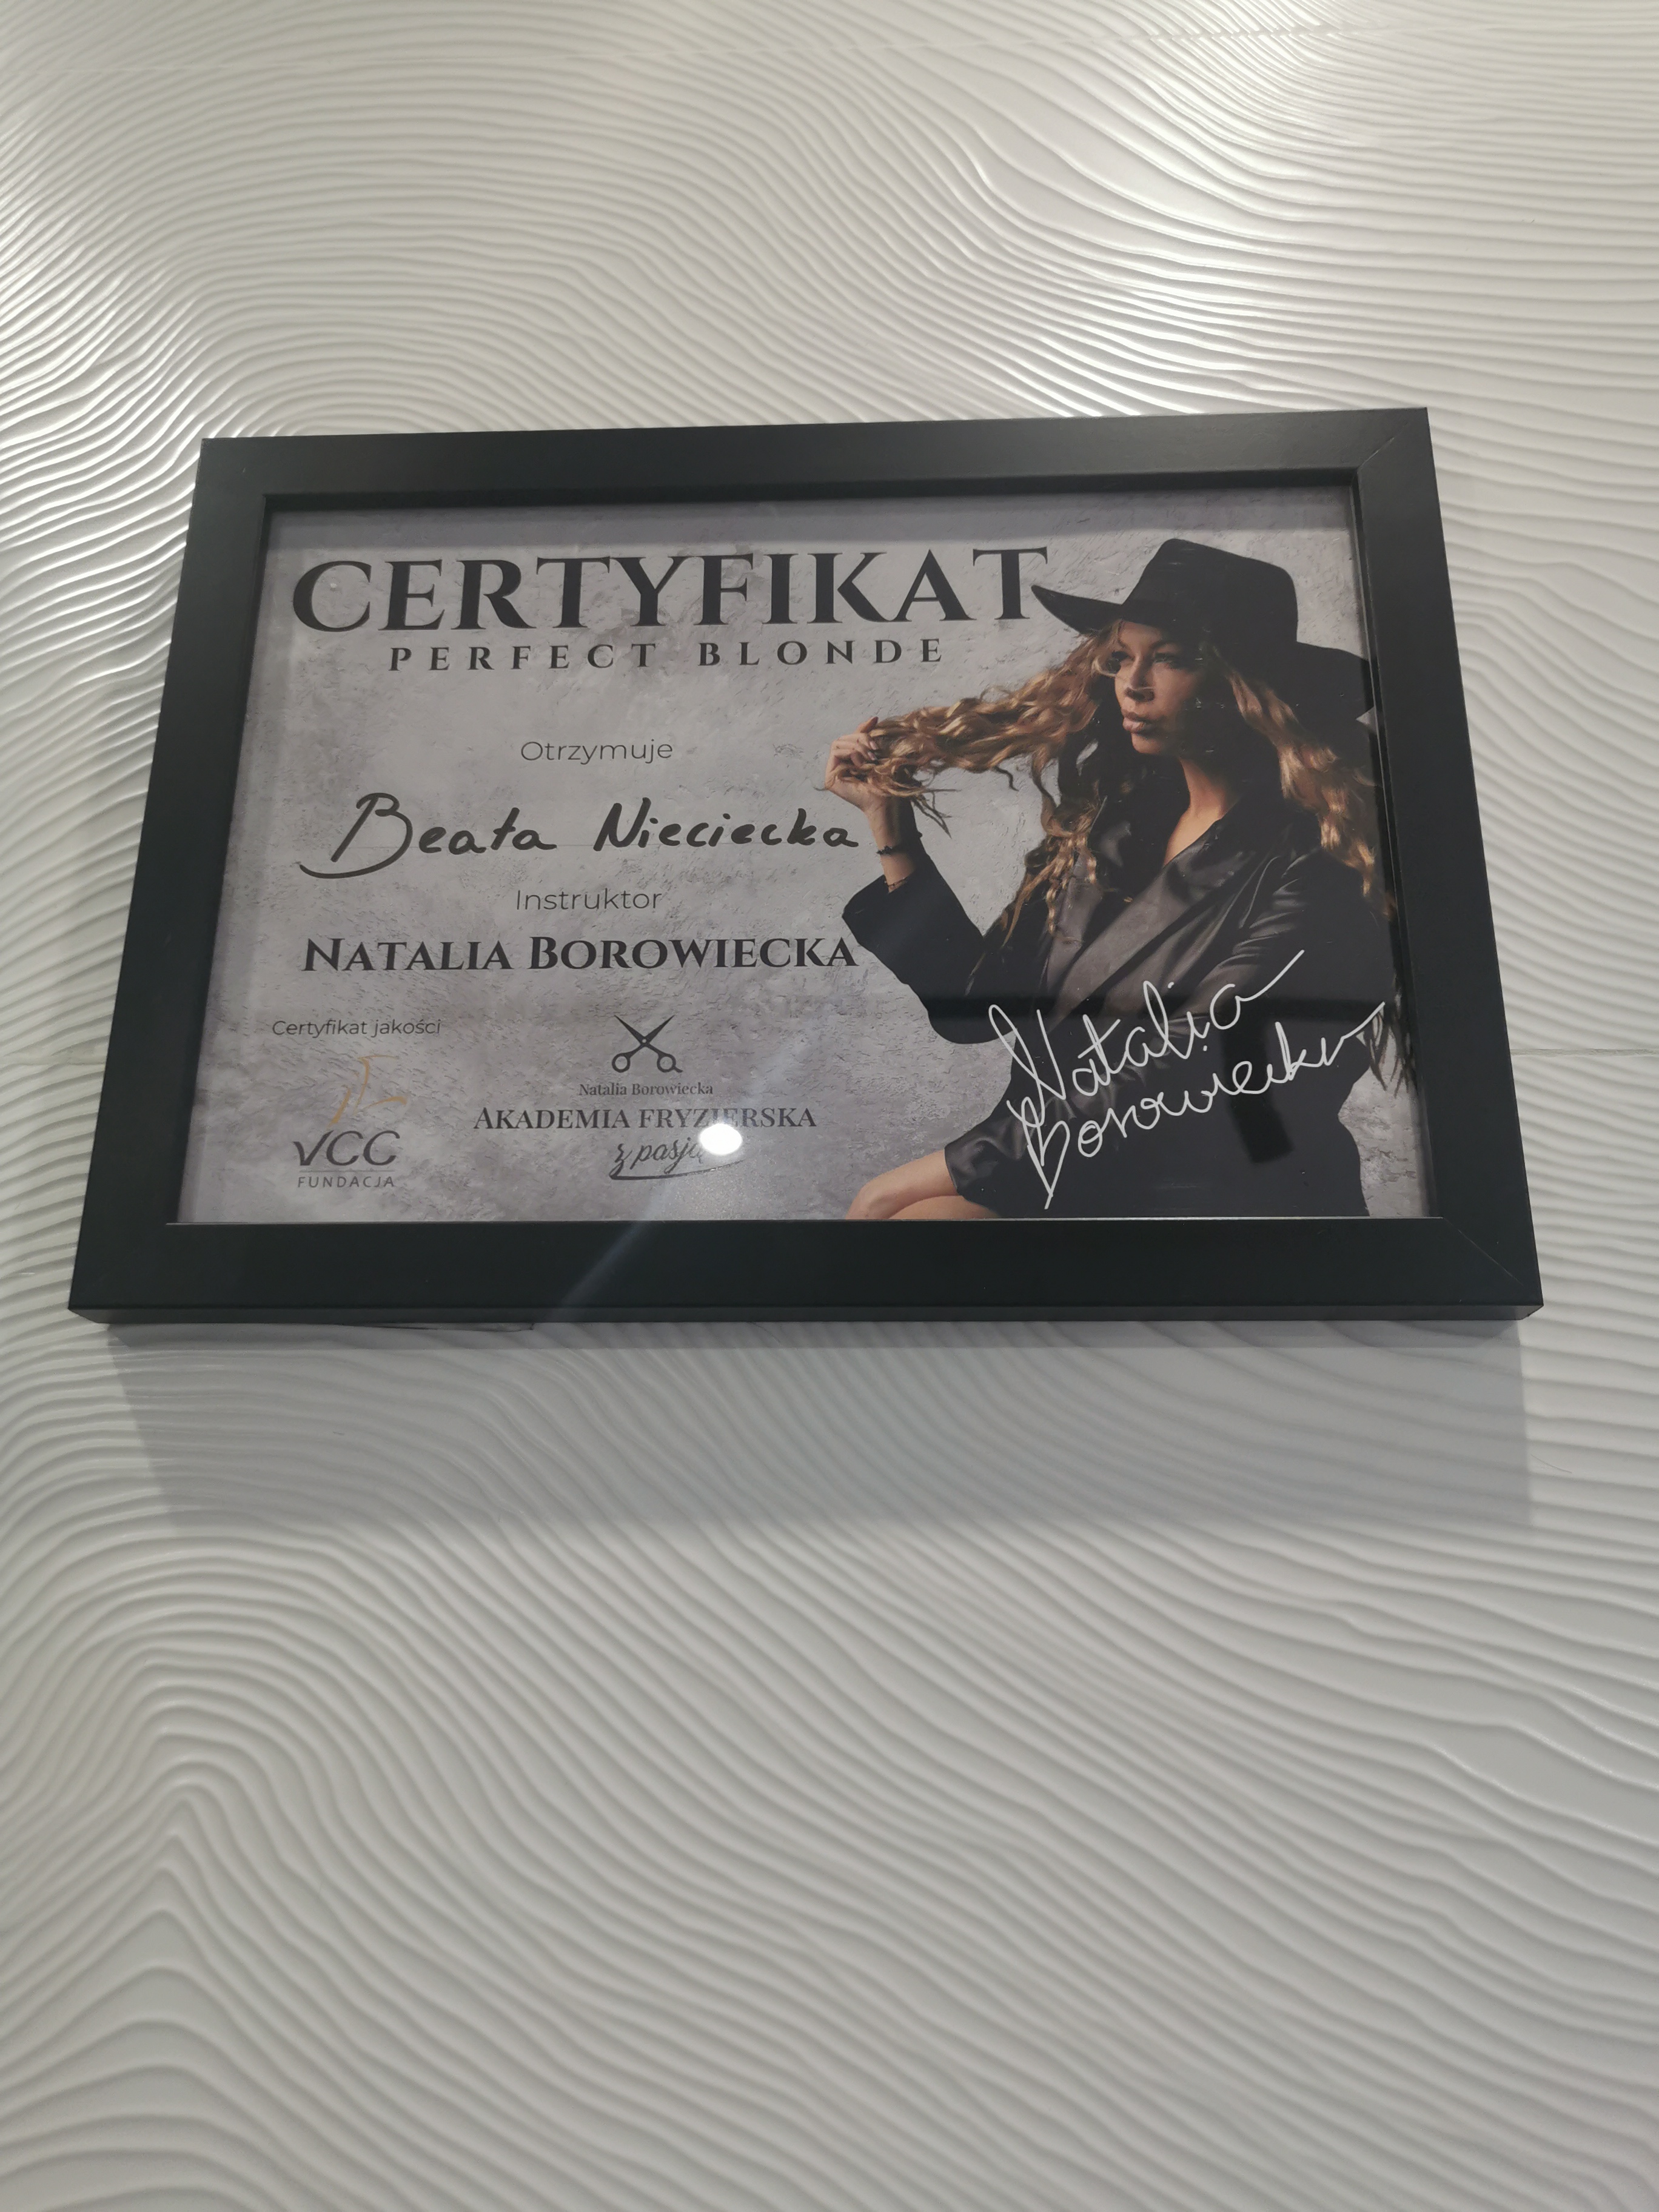 CERTYFIKAT
PERFECT BLONDE
Otrzymuje
Beata Nieciecka
Instruktor
NATALIA BOROWIECKA
Certyfikat jakości
VCC
FUNDACJA
Natalia Borowiecka
AKADEMIA FRYZJERSKA
z pasją
Natalia
Borowiecka